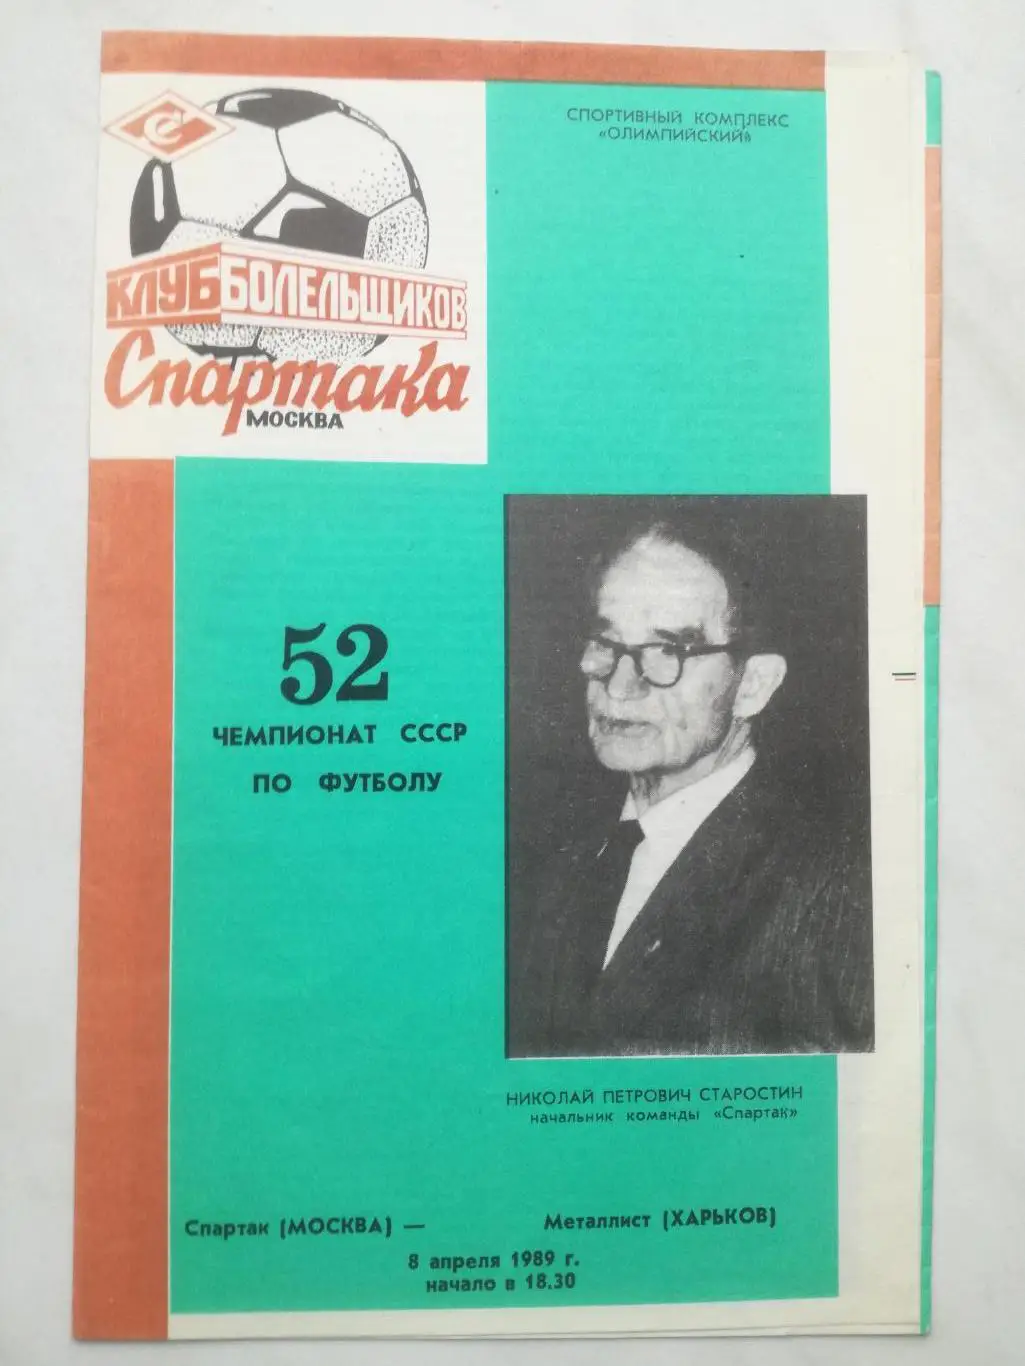 СПОРТИВНЫЙ КОМПЛЕКС
«ОЛИМПИЙСКИЙ»
С
КЛУБ БОЛЕЛЬЩИКОВ
Спартака
МОСКВА
52
ЧЕМПИОНАТ СССР
ПО ФУТБОЛУ
НИКОЛАЙ ПЕТРОВИЧ СТАРОСТИН
начальник команды «Спартак»
Спартак (МОСКВА) — Металлист (ХАРЬКОВ)
8 апреля 1989 г.
начало в 18.30